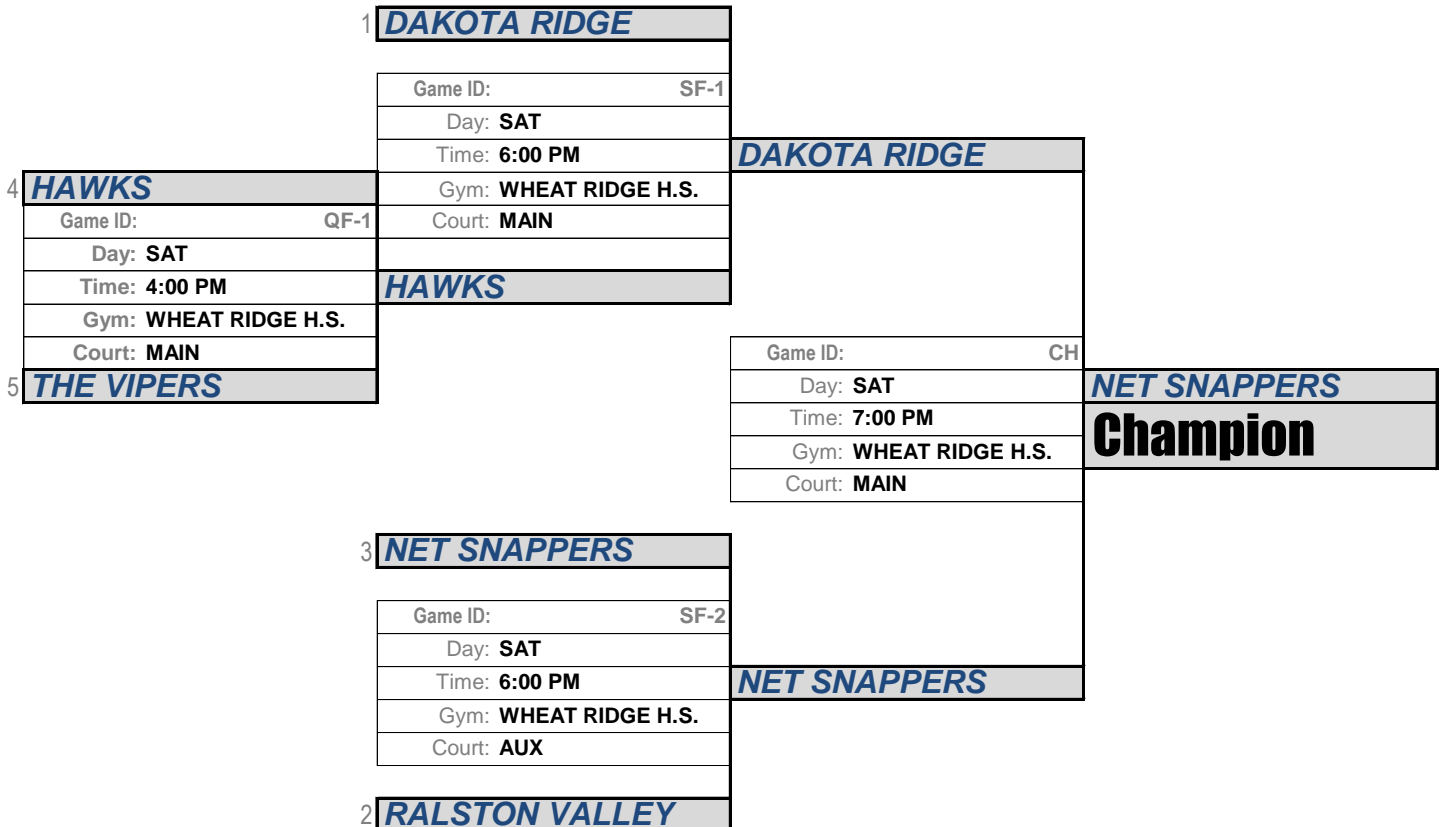 1 DAKOTA RIDGE
Game ID: SF-1
Day: SAT
Time: 6:00 PM
Gym: WHEAT RIDGE H.S.
Court: MAIN
HAWKS
4 HAWKS
Game ID: QF-1
Day: SAT
Time: 4:00 PM
Gym: WHEAT RIDGE H.S.
Court: MAIN
5 THE VIPERS
DAKOTA RIDGE
Game ID: CH
Day: SAT
Time: 7:00 PM
Gym: WHEAT RIDGE H.S.
Court: MAIN
NET SNAPPERS
Champion
3 NET SNAPPERS
Game ID: SF-2
Day: SAT
Time: 6:00 PM
Gym: WHEAT RIDGE H.S.
Court: AUX
NET SNAPPERS
2 RALSTON VALLEY